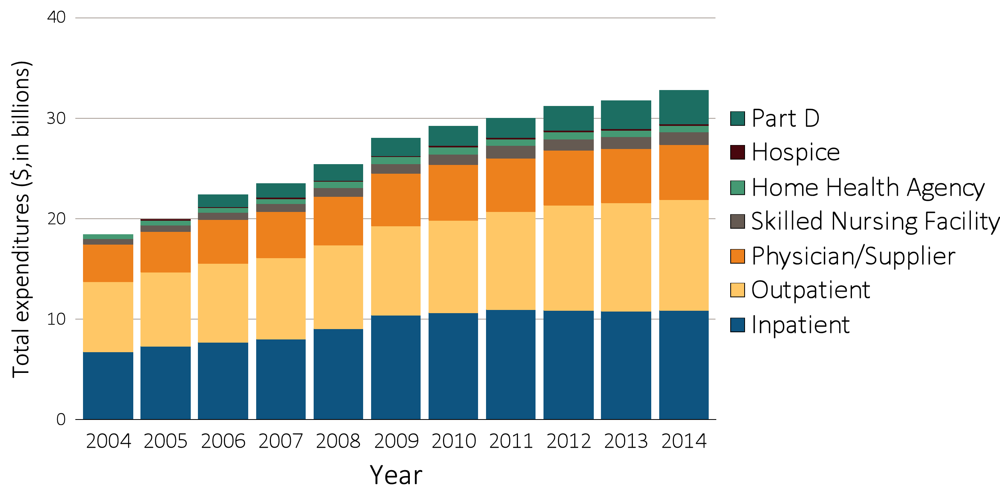 Total expenditures ($, in billions)
40
30
20
10
0
2004 2005 2006 2007 2008 2009 2010 2011 2012 2013 2014
Year
Part D
Hospice
Home Health Agency
Skilled Nursing Facility
Physician/Supplier
Outpatient
Inpatient